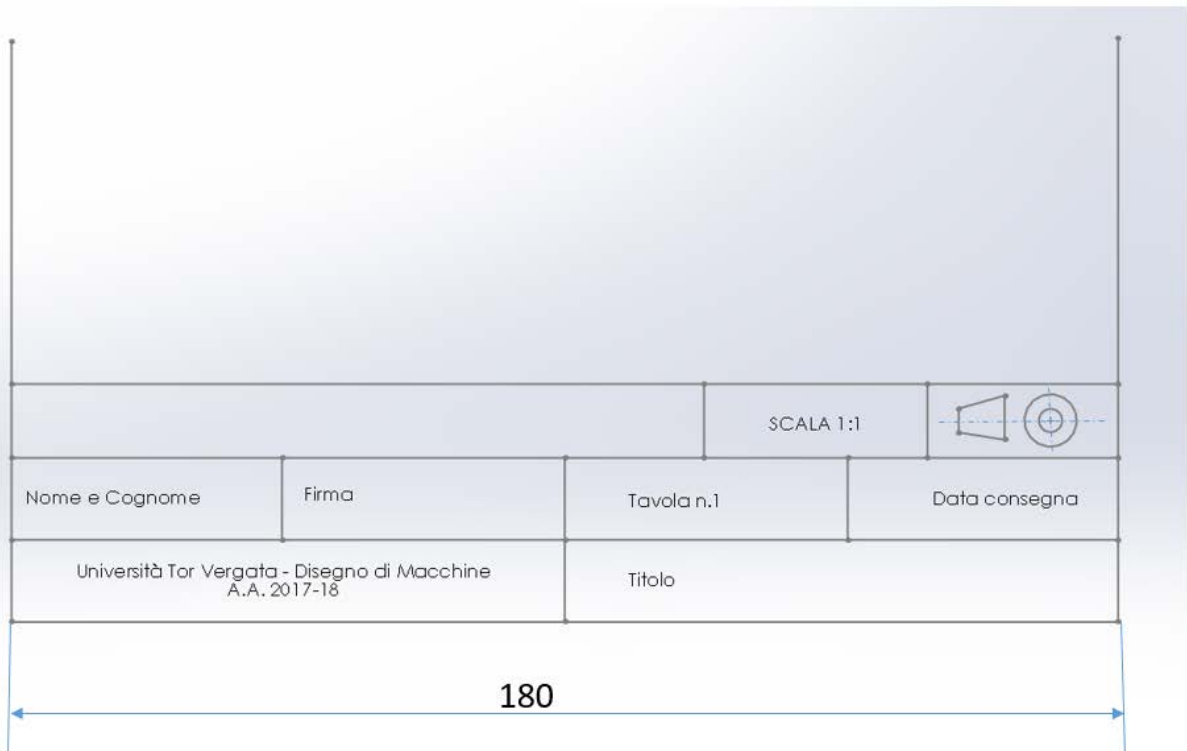 SCALA 1:1
Nome e Cognome
Firma
Tavola n.1
Data consegna
Università Tor Vergata - Disegno di Macchine
A.A. 2017-18
Titolo
180